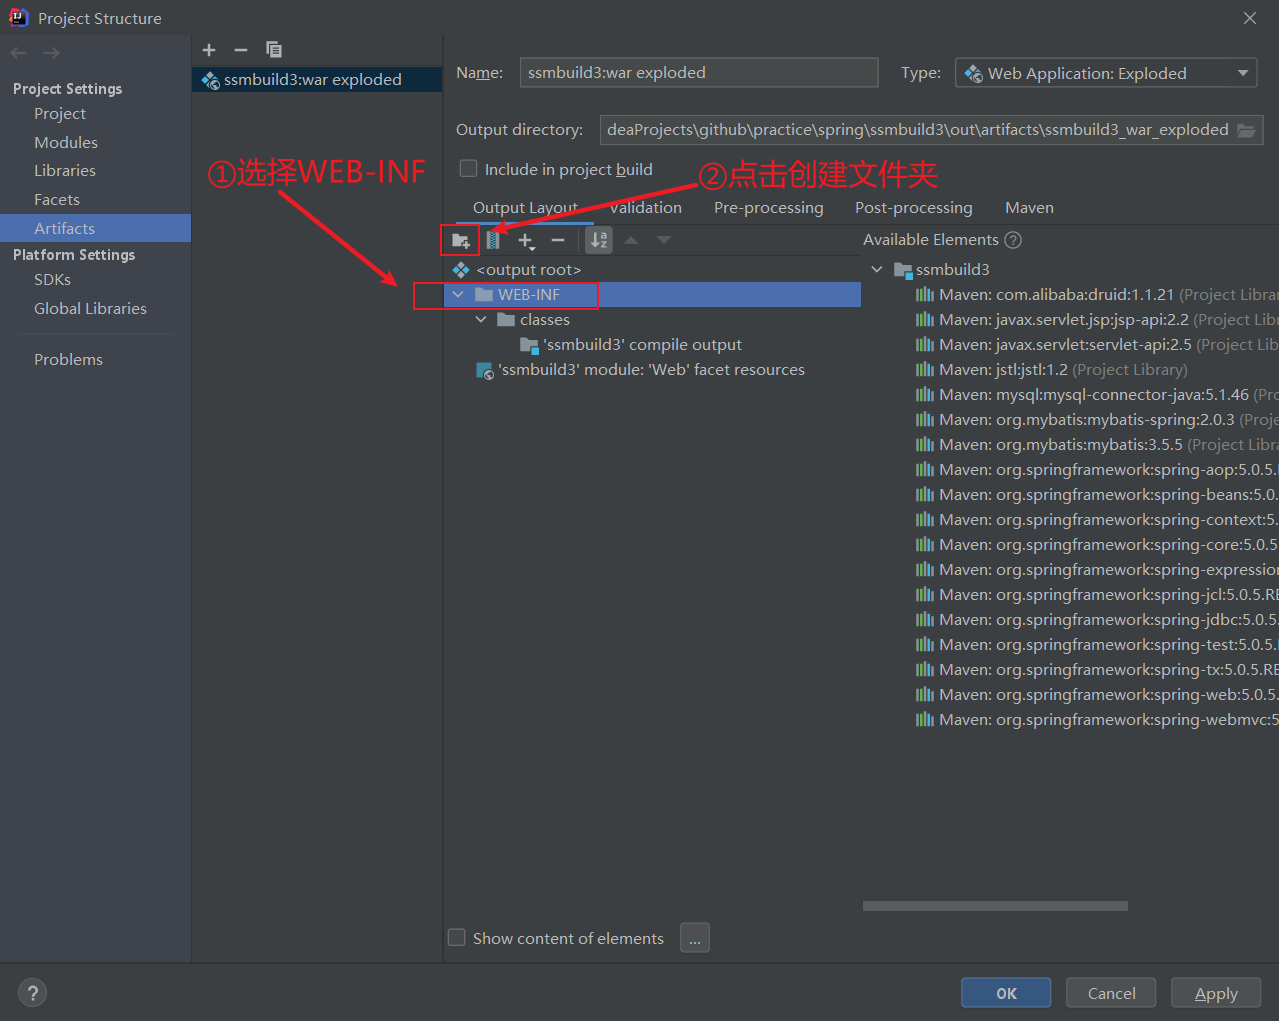 Project Structure
Project Settings
Project
Modules
Libraries
Facets
Artifacts
Platform Settings
SDKs
Global Libraries
Problems
ssmbuild3:war exploded
Name: ssmbuild3:war exploded Type: Web Application: Exploded
Output directory: deaProjects\github\practice\spring\ssmbuild3\out\artifacts\ssmbuild3_war_exploded
Include in project build
①选择WEB-INF
②点击创建文件夹
Output Layout Validation Pre-processing Post-processing Maven
<output root>
WEB-INF
classes
'ssmbuild3' compile output
'ssmbuild3' module: 'Web' facet resources
Available Elements ?
ssmbuild3
Maven: com.alibaba:druid:1.1.21 (Project Librar
Maven: javax.servlet.jsp:jsp-api:2.2 (Project Lib
Maven: javax.servlet:servlet-api:2.5 (Project Lib
Maven: jstl:jstl:1.2 (Project Library)
Maven: mysql:mysql-connector-java:5.1.46 (Pro
Maven: org.mybatis:mybatis-spring:2.0.3 (Proje
Maven: org.mybatis:mybatis:3.5.5 (Project Libra
Maven: org.springframework:spring-aop:5.0.5.R
Maven: org.springframework:spring-beans:5.0.
Maven: org.springframework:spring-context:5.
Maven: org.springframework:spring-core:5.0.5
Maven: org.springframework:spring-expression
Maven: org.springframework:spring-jcl:5.0.5.RE
Maven: org.springframework:spring-jdbc:5.0.5.
Maven: org.springframework:spring-test:5.0.5.
Maven: org.springframework:spring-tx:5.0.5.RE
Maven: org.springframework:spring-web:5.0.5
Maven: org.springframework:spring-webmvc:5
Show content of elements ...
? OK Cancel Apply